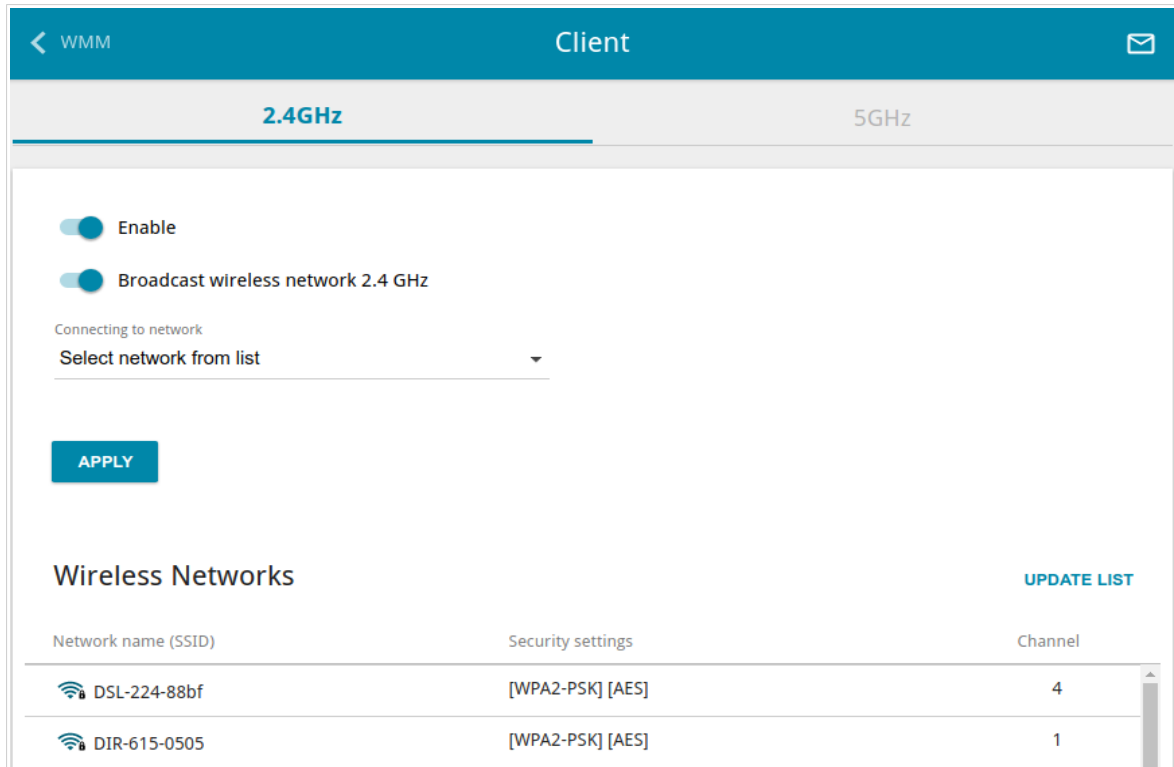 WMM Client
2.4GHz 5GHz
Enable
Broadcast wireless network 2.4 GHz
Connecting to network
Select network from list
APPLY
Wireless Networks UPDATE LIST
Network name (SSID) Security settings Channel
DSL-224-88bf [WPA2-PSK] [AES] 4
DIR-615-0505 [WPA2-PSK] [AES] 1